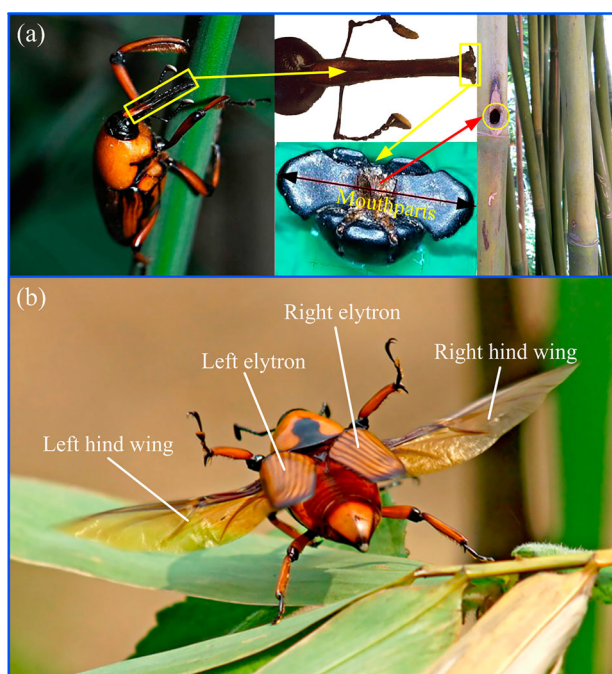 (a)
Mouthparts
(b)
Right elytron
Left elytron
Right hind wing
Left hind wing